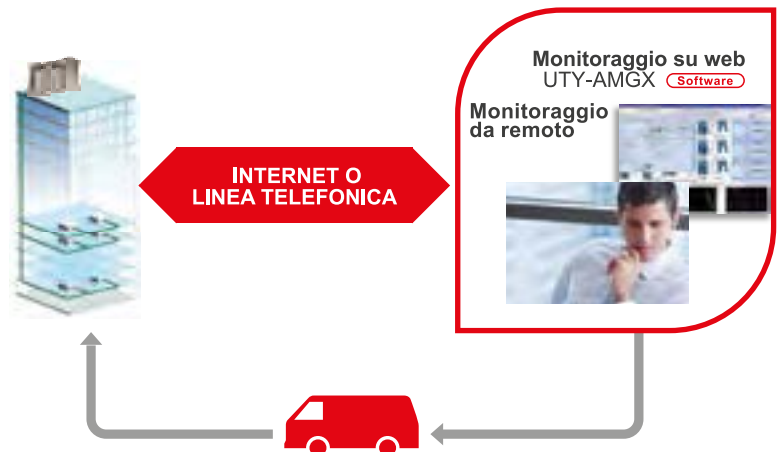 Monitoraggio su web
UTY-AMGX Software
Monitoraggio
da remoto
INTERNET O
LINEA TELEFONICA